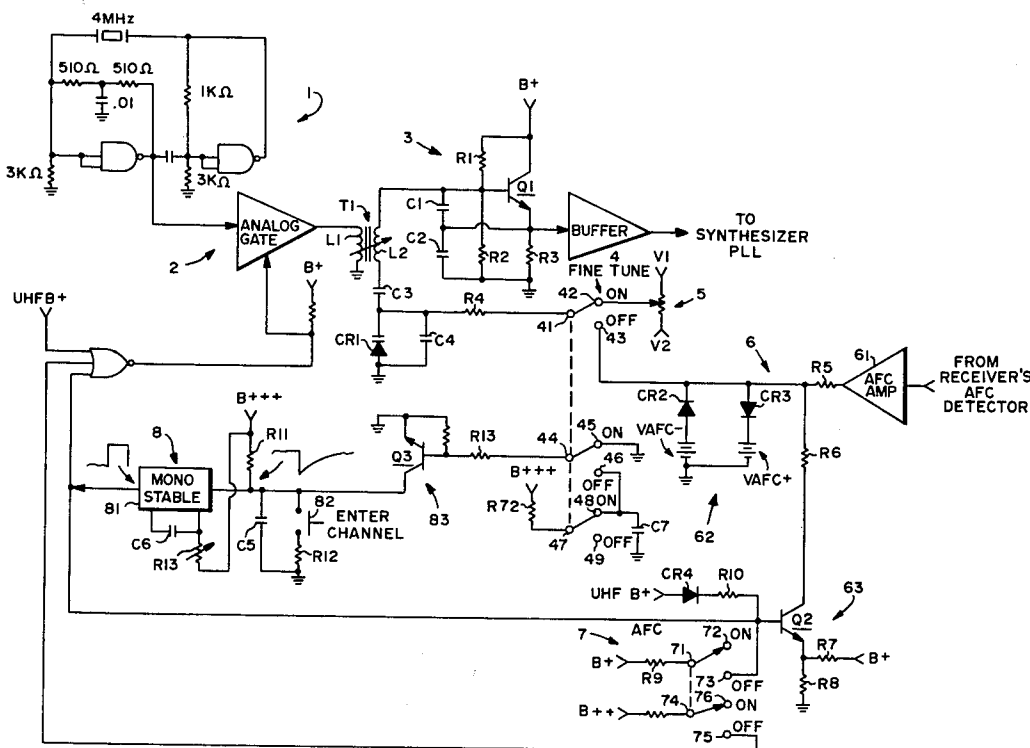 4MHz
510Ω 510Ω
.01
1KΩ
1
3KΩ
3KΩ
B+
3
R1
Q1
C1
C2
R2
R3
T1
L1
L2
ANALOG GATE
2
BUFFER
4
TO SYNTHESIZER PLL
FINE TUNE
V1
V2
5
42
ON
41
OFF
43
C3
R4
CR1
C4
UHFB+
B+
6
61
AFC AMP
R5
FROM RECEIVER'S AFC DETECTOR
CR2
CR3
VAFC-
VAFC+
R6
62
B+++
R11
8
MONO STABLE
81
C6
R13
C5
82
ENTER CHANNEL
R12
Q3
83
R13
44
45
ON
46
OFF
B+++
R72
47
48
ON
49
OFF
C7
UHF B+
CR4
R10
AFC
7
B+
R9
71
72
ON
73
OFF
B++
74
76
ON
75
OFF
Q2
63
R7
B+
R8